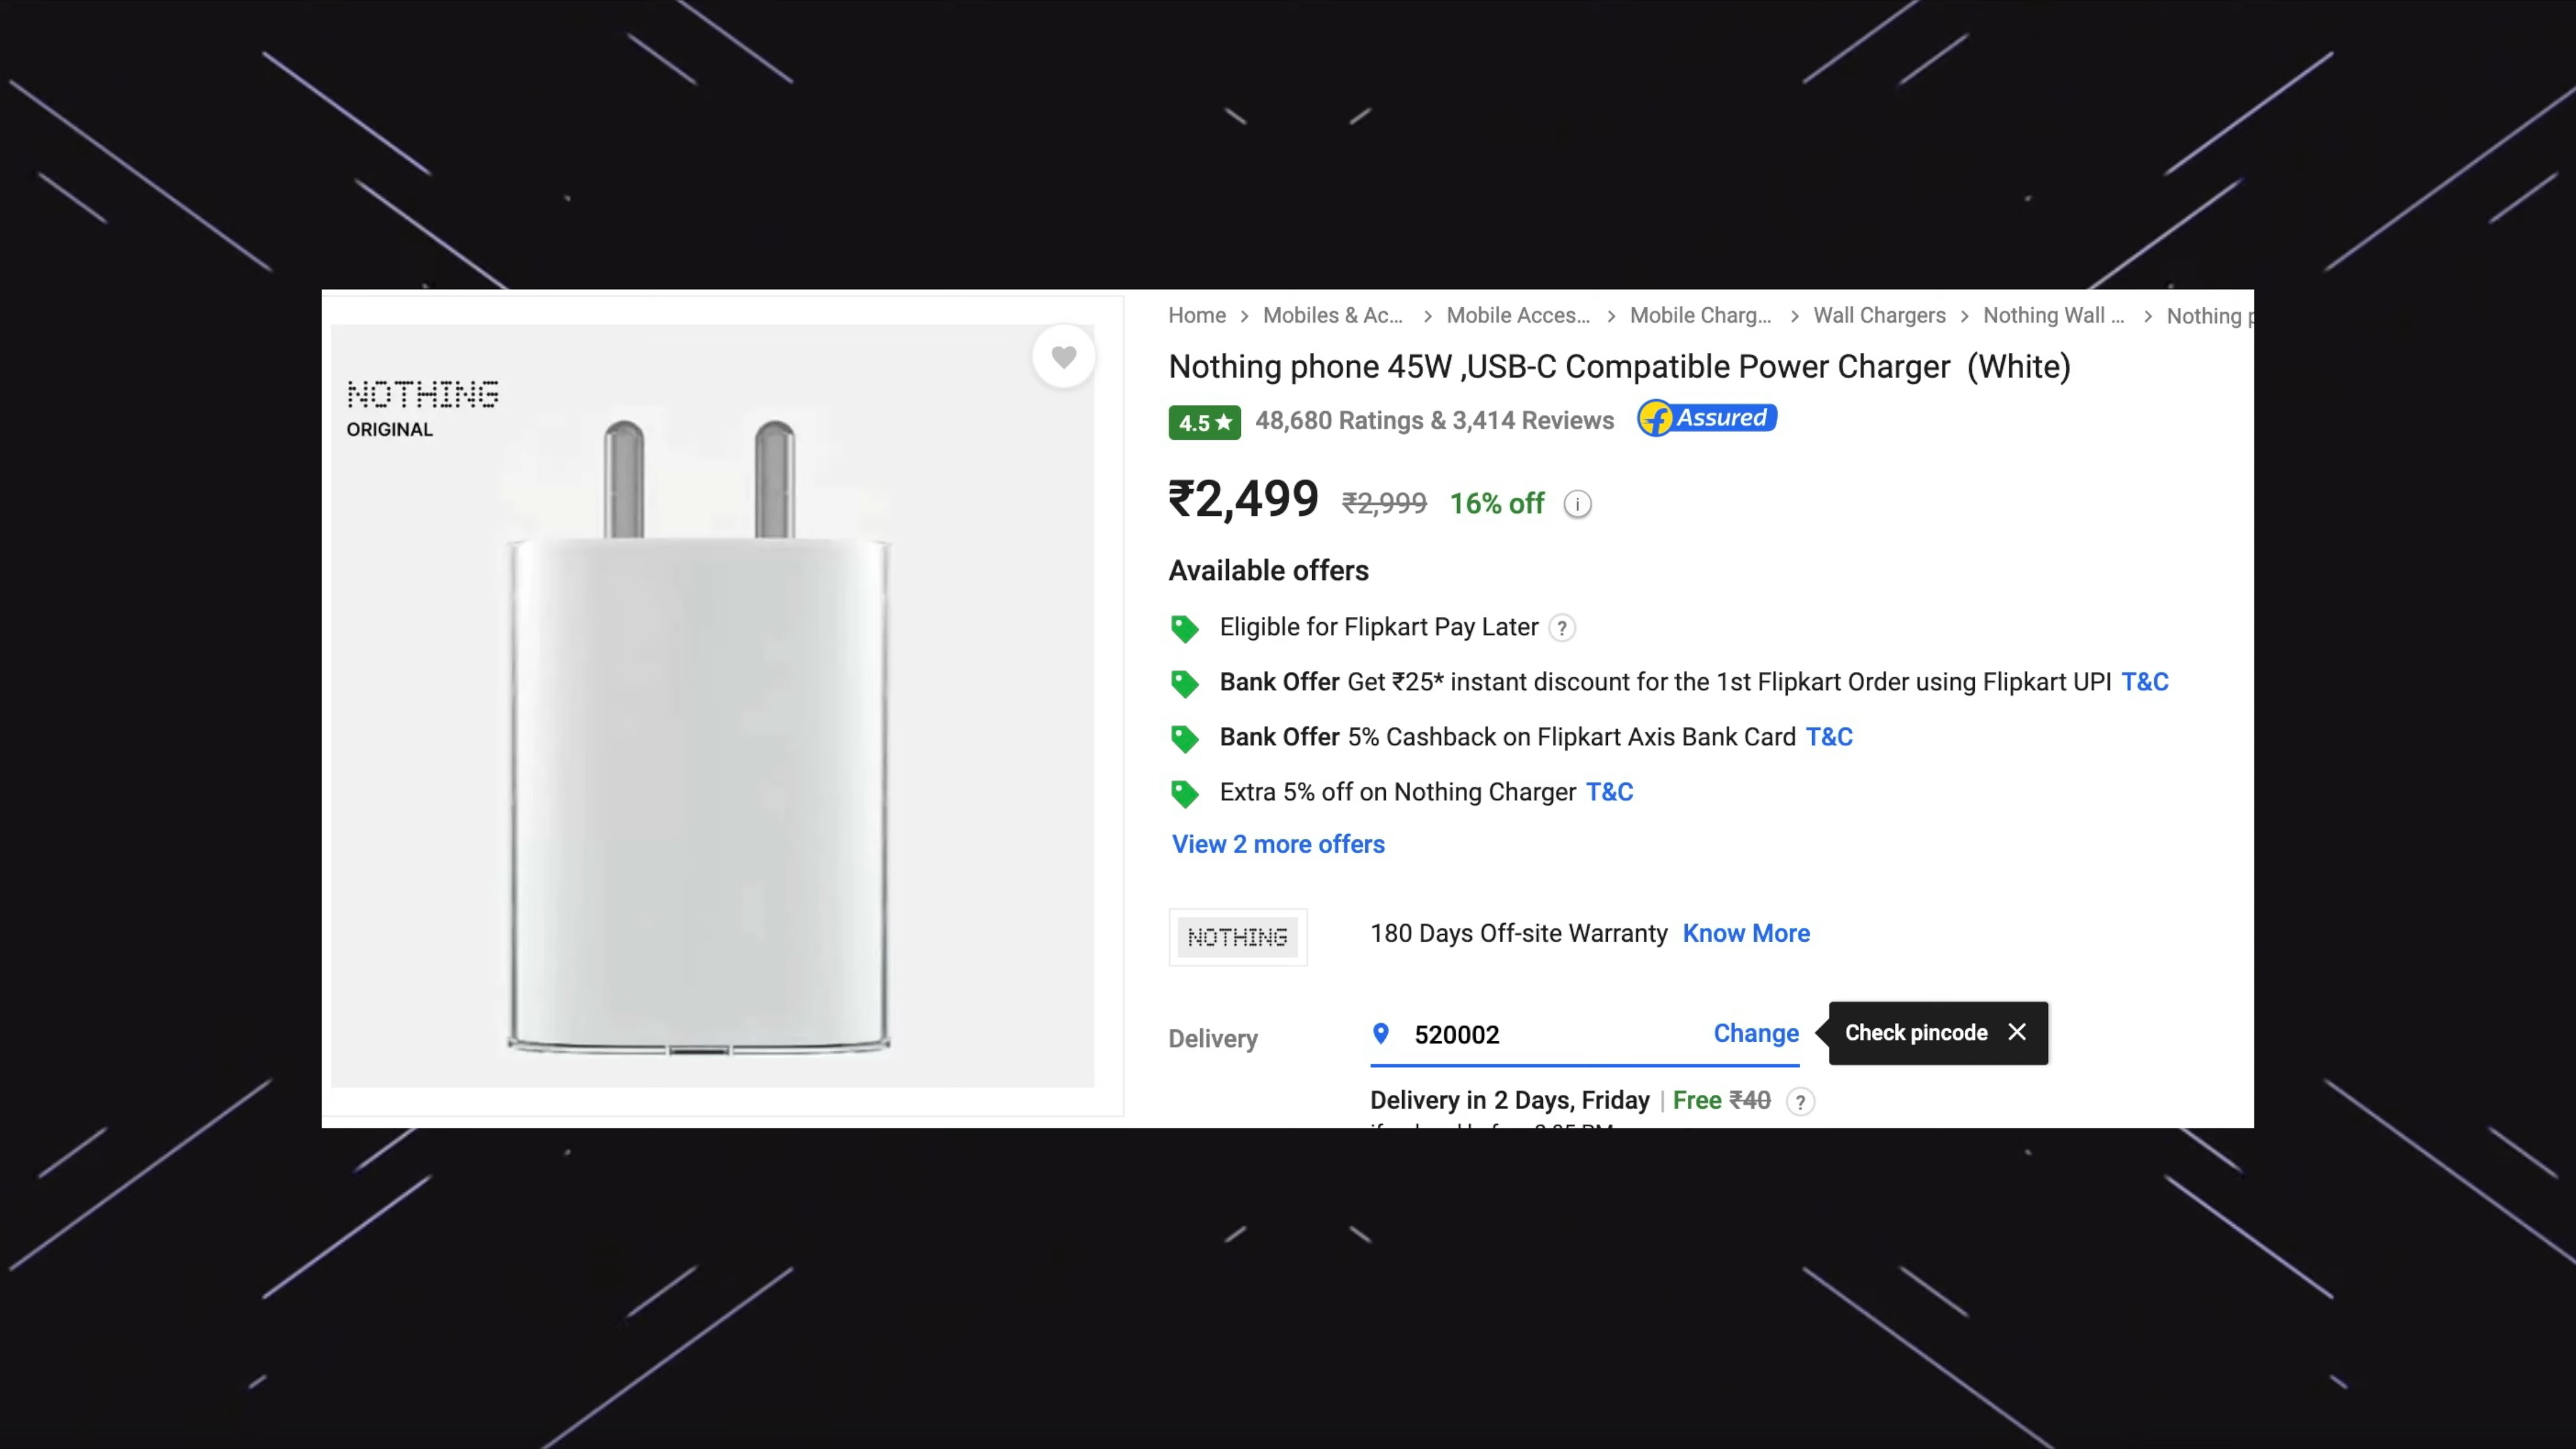 NOTHING
ORIGINAL
Home > Mobiles & Ac... > Mobile Acces... > Mobile Charg... > Wall Chargers > Nothing Wall ... > Nothing
Nothing phone 45W ,USB-C Compatible Power Charger (White)
4.5★ 48,680 Ratings & 3,414 Reviews f Assured
₹2,499 ₹2,999 16% off i
Available offers
Eligible for Flipkart Pay Later ?
Bank Offer Get ₹25* instant discount for the 1st Flipkart Order using Flipkart UPI T&C
Bank Offer 5% Cashback on Flipkart Axis Bank Card T&C
Extra 5% off on Nothing Charger T&C
View 2 more offers
NOTHING 180 Days Off-site Warranty Know More
Delivery 520002 Change Check pincode ✕
Delivery in 2 Days, Friday | Free ₹40 ?